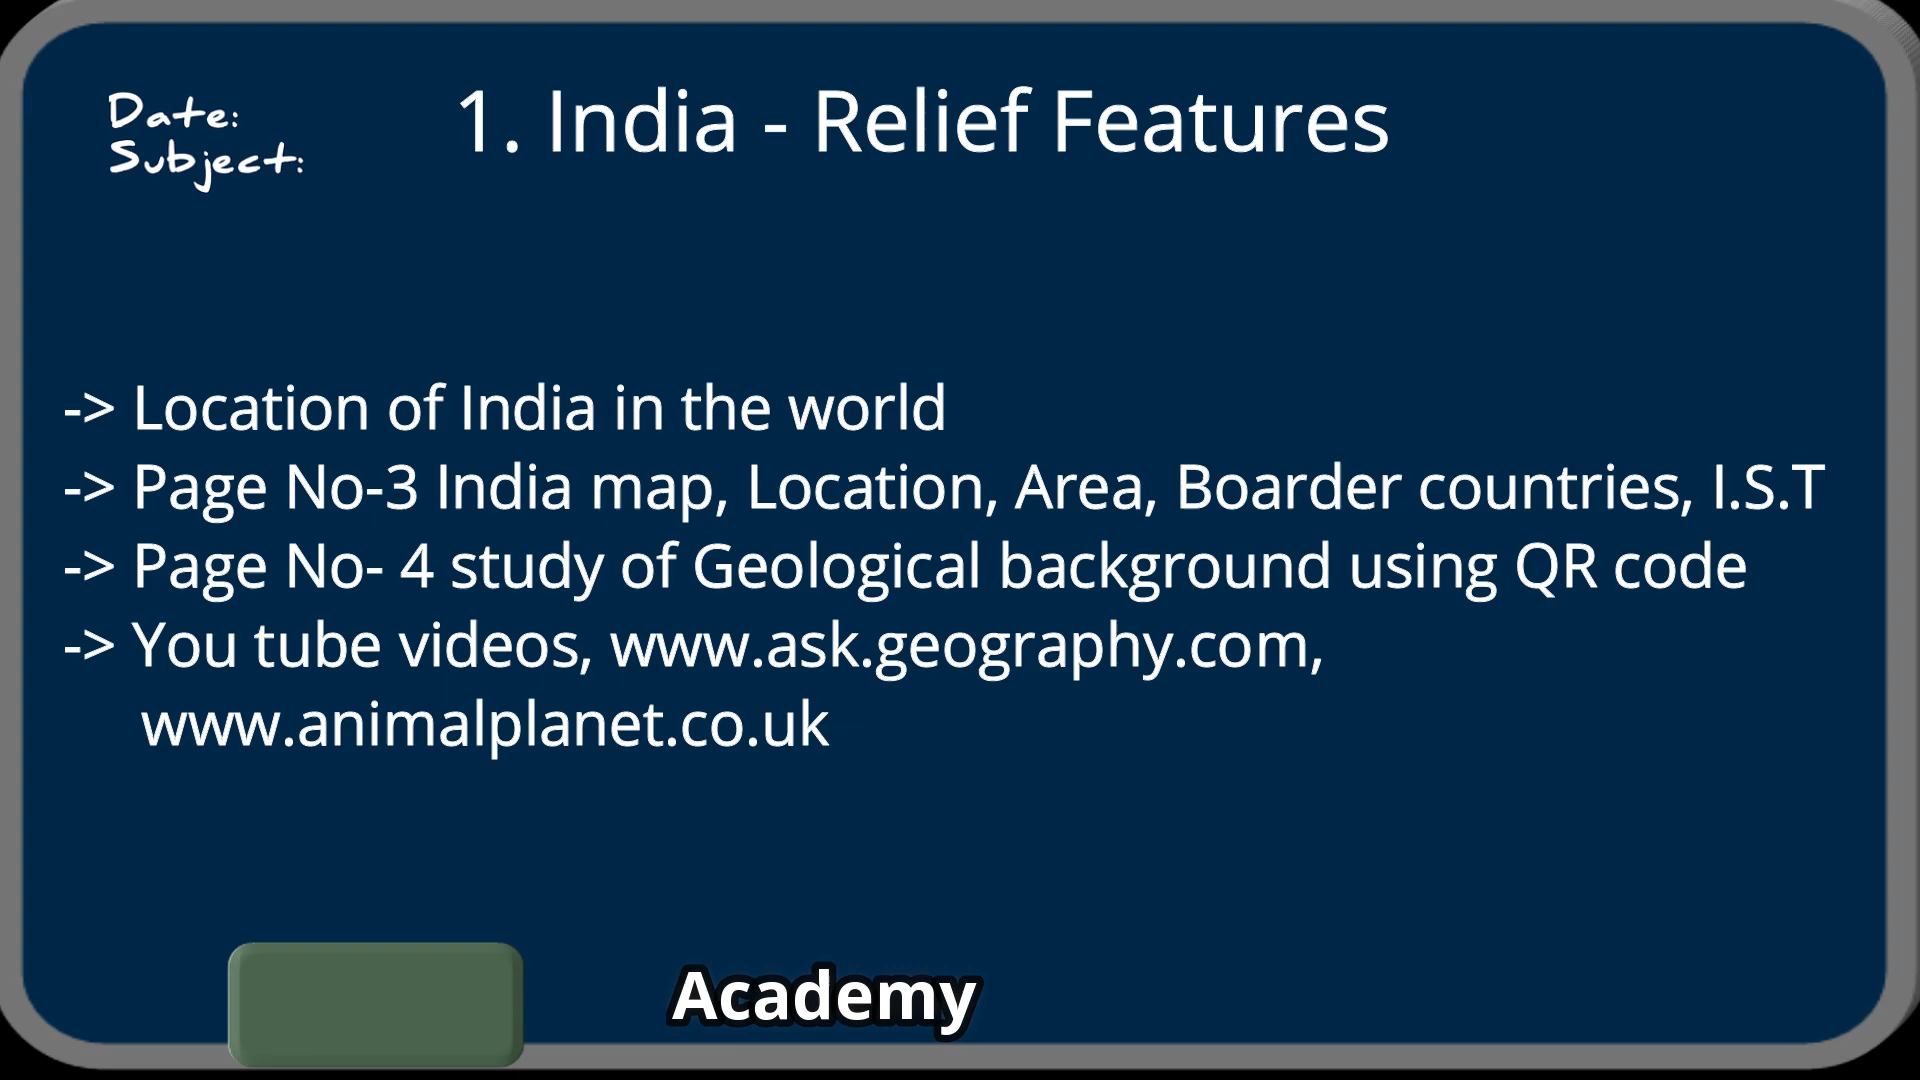 Date:
Subject:
1. India - Relief Features
-> Location of India in the world
-> Page No-3 India map, Location, Area, Boarder countries, I.S.T
-> Page No- 4 study of Geological background using QR code
-> You tube videos, www.ask.geography.com,
www.animalplanet.co.uk
Academy